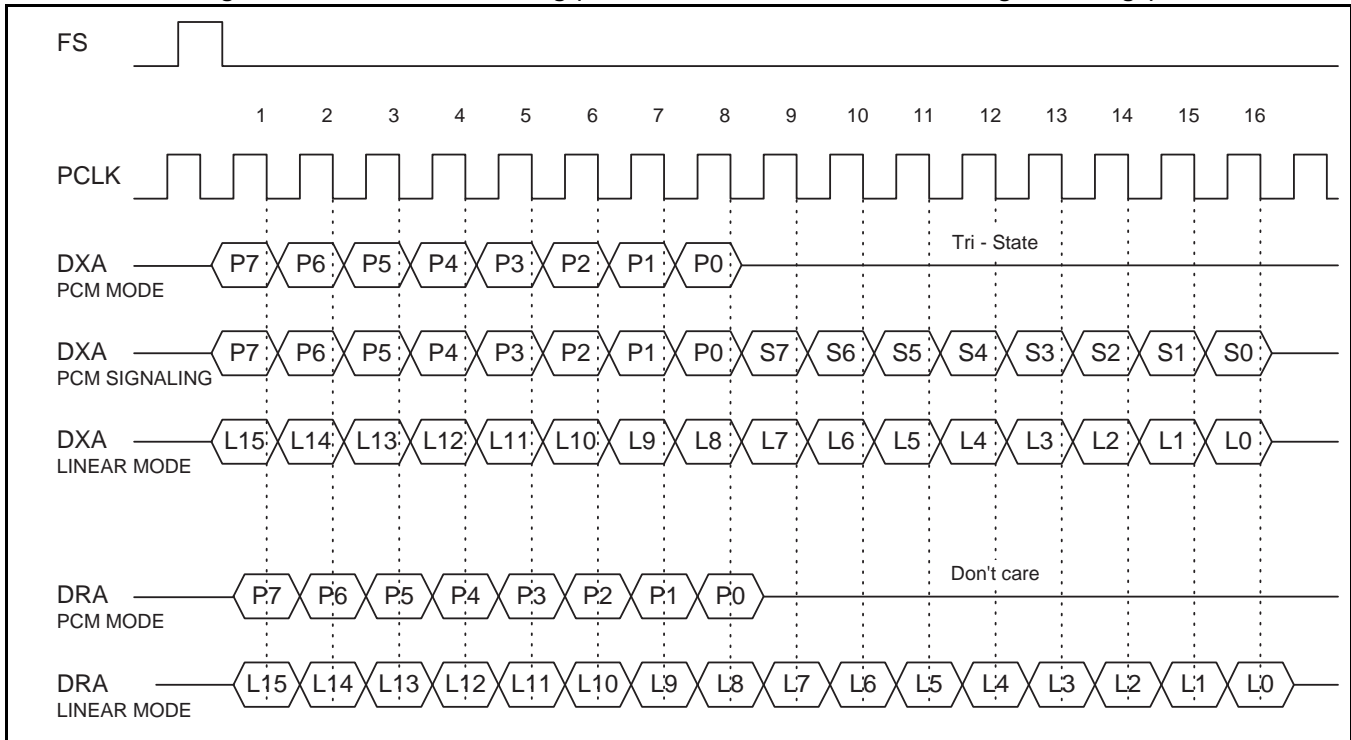 FS
1 2 3 4 5 6 7 8 9 10 11 12 13 14 15 16
PCLK
Tri - State
DXA P7 P6 P5 P4 P3 P2 P1 P0
PCM MODE
DXA P7 P6 P5 P4 P3 P2 P1 P0 S7 S6 S5 S4 S3 S2 S1 S0
PCM SIGNALING
DXA L15 L14 L13 L12 L11 L10 L9 L8 L7 L6 L5 L4 L3 L2 L1 L0
LINEAR MODE
Don't care
DRA P7 P6 P5 P4 P3 P2 P1 P0
PCM MODE
DRA L15 L14 L13 L12 L11 L10 L9 L8 L7 L6 L5 L4 L3 L2 L1 L0
LINEAR MODE